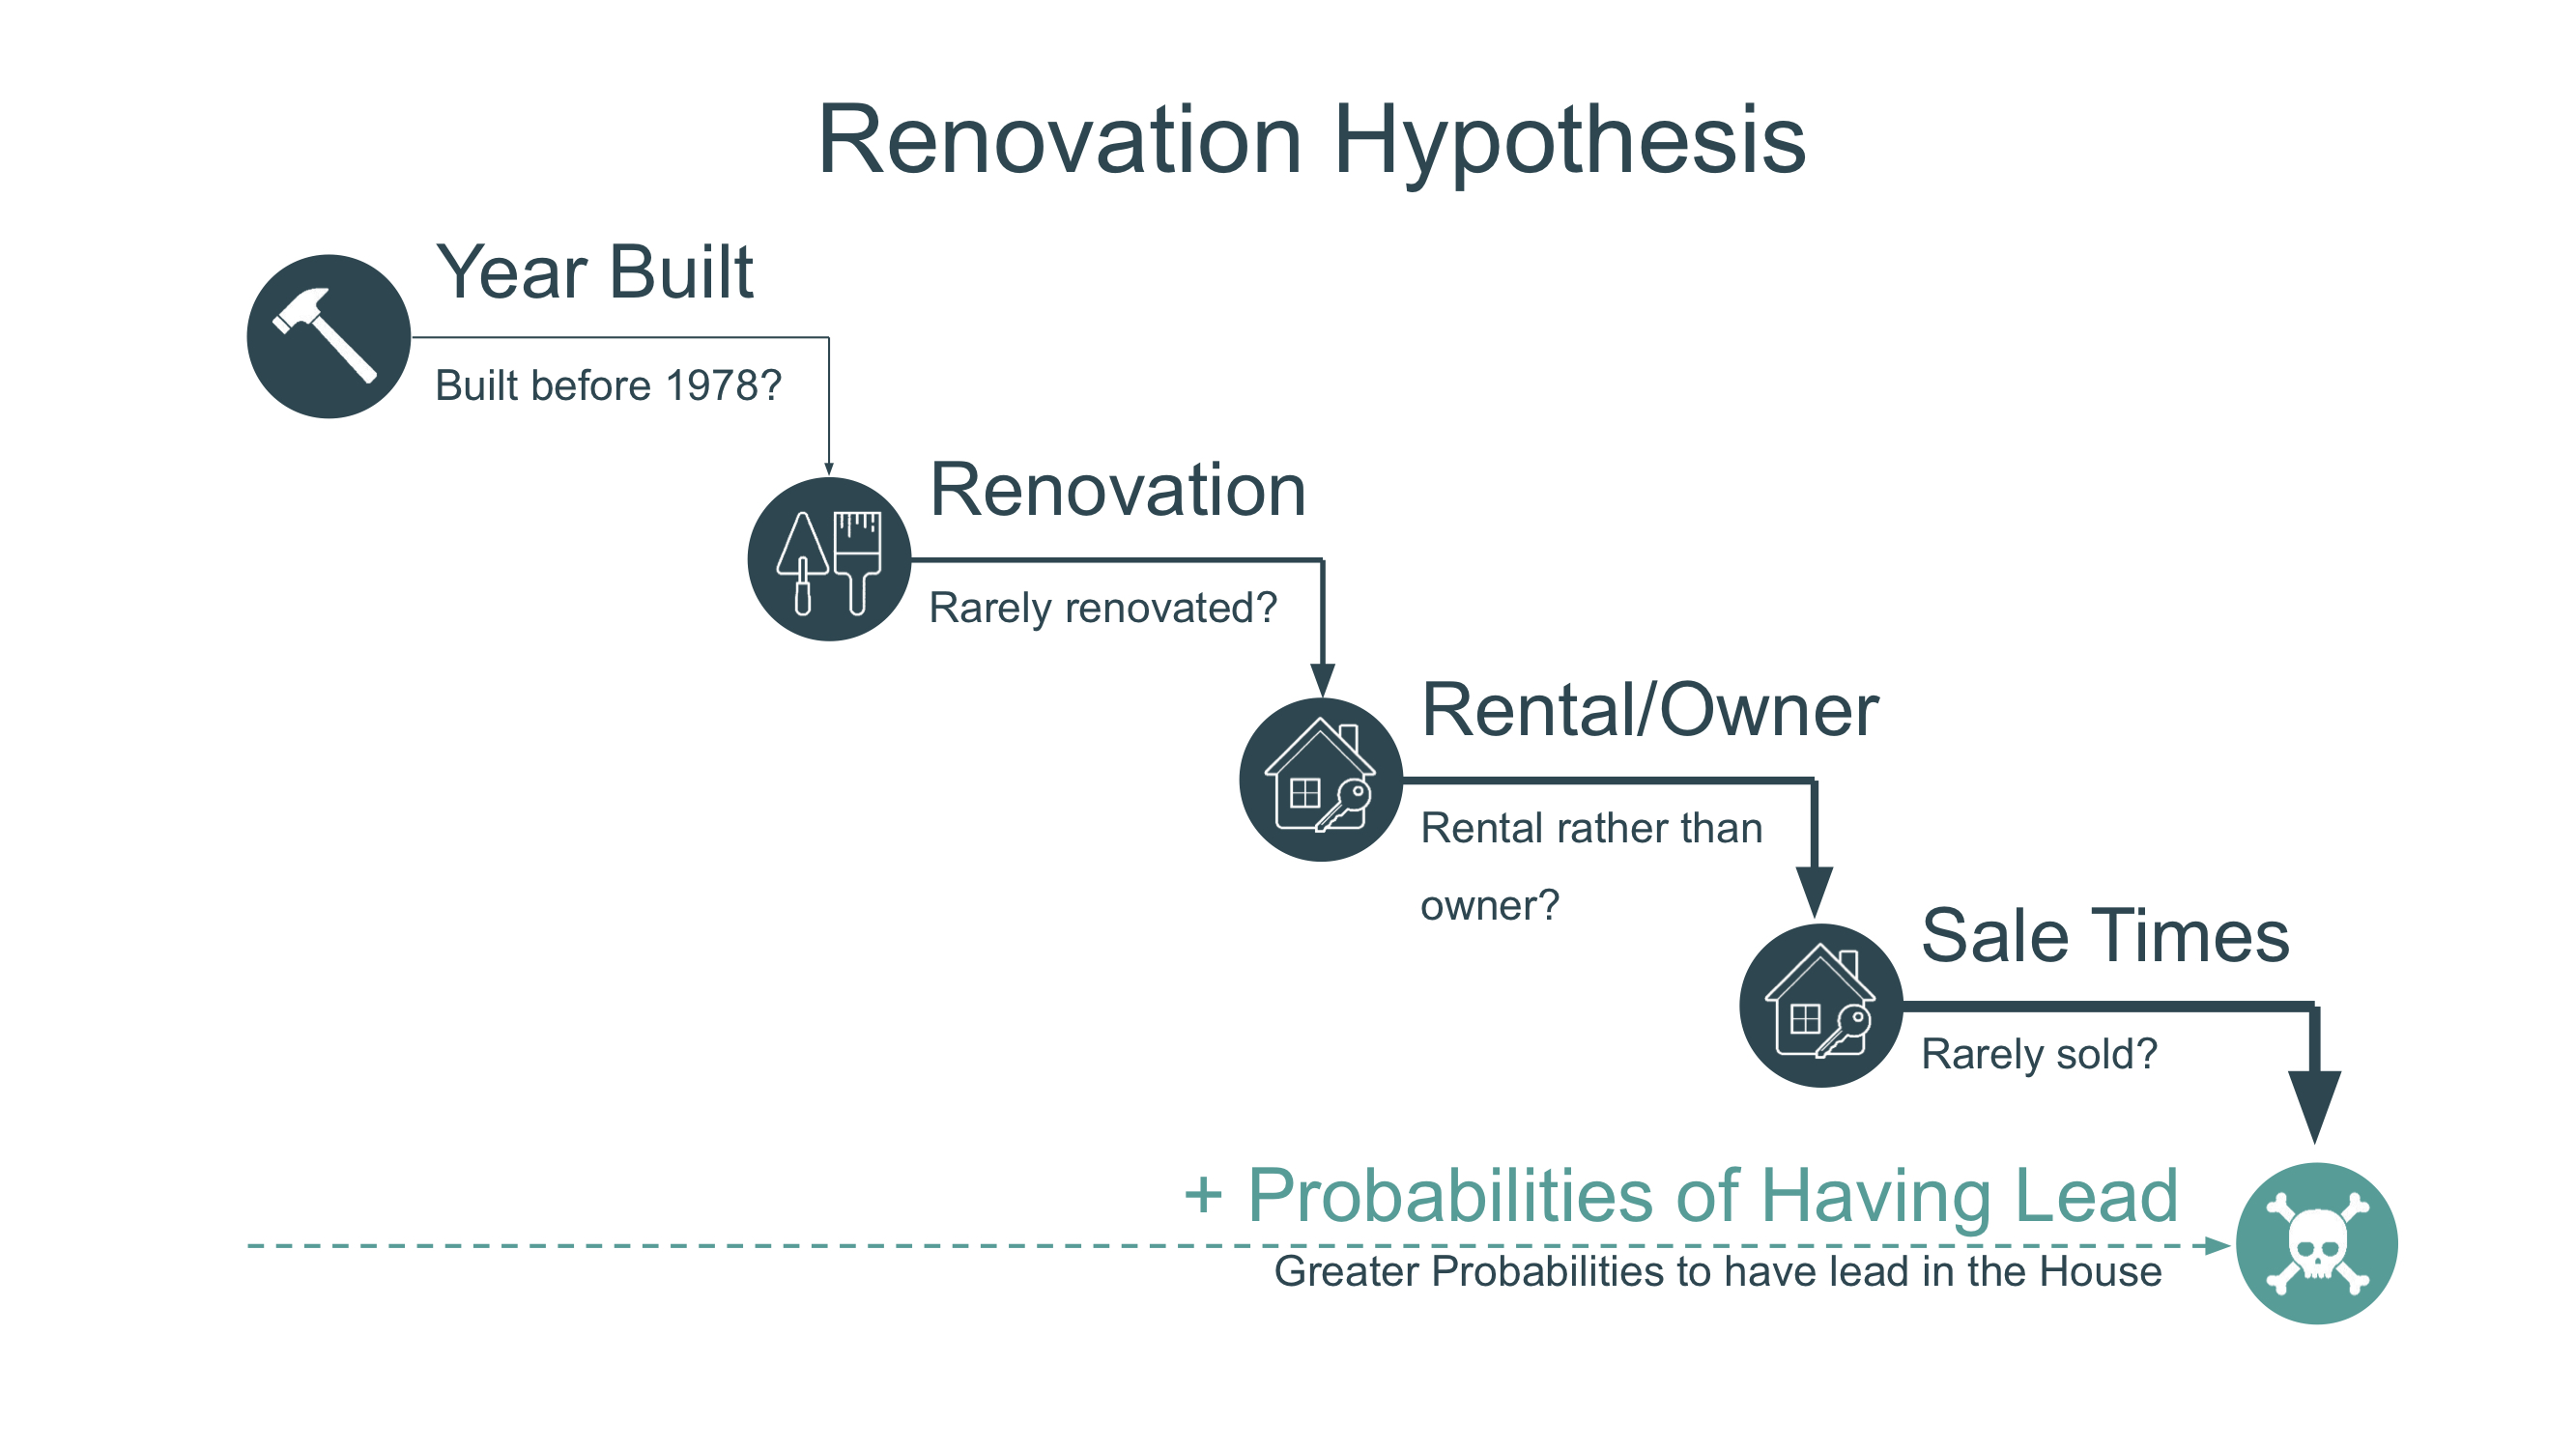 Renovation Hypothesis
Year Built
Built before 1978?
Renovation
Rarely renovated?
Rental/Owner
Rental rather than
owner?
Sale Times
Rarely sold?
+ Probabilities of Having Lead
Greater Probabilities to have lead in the House